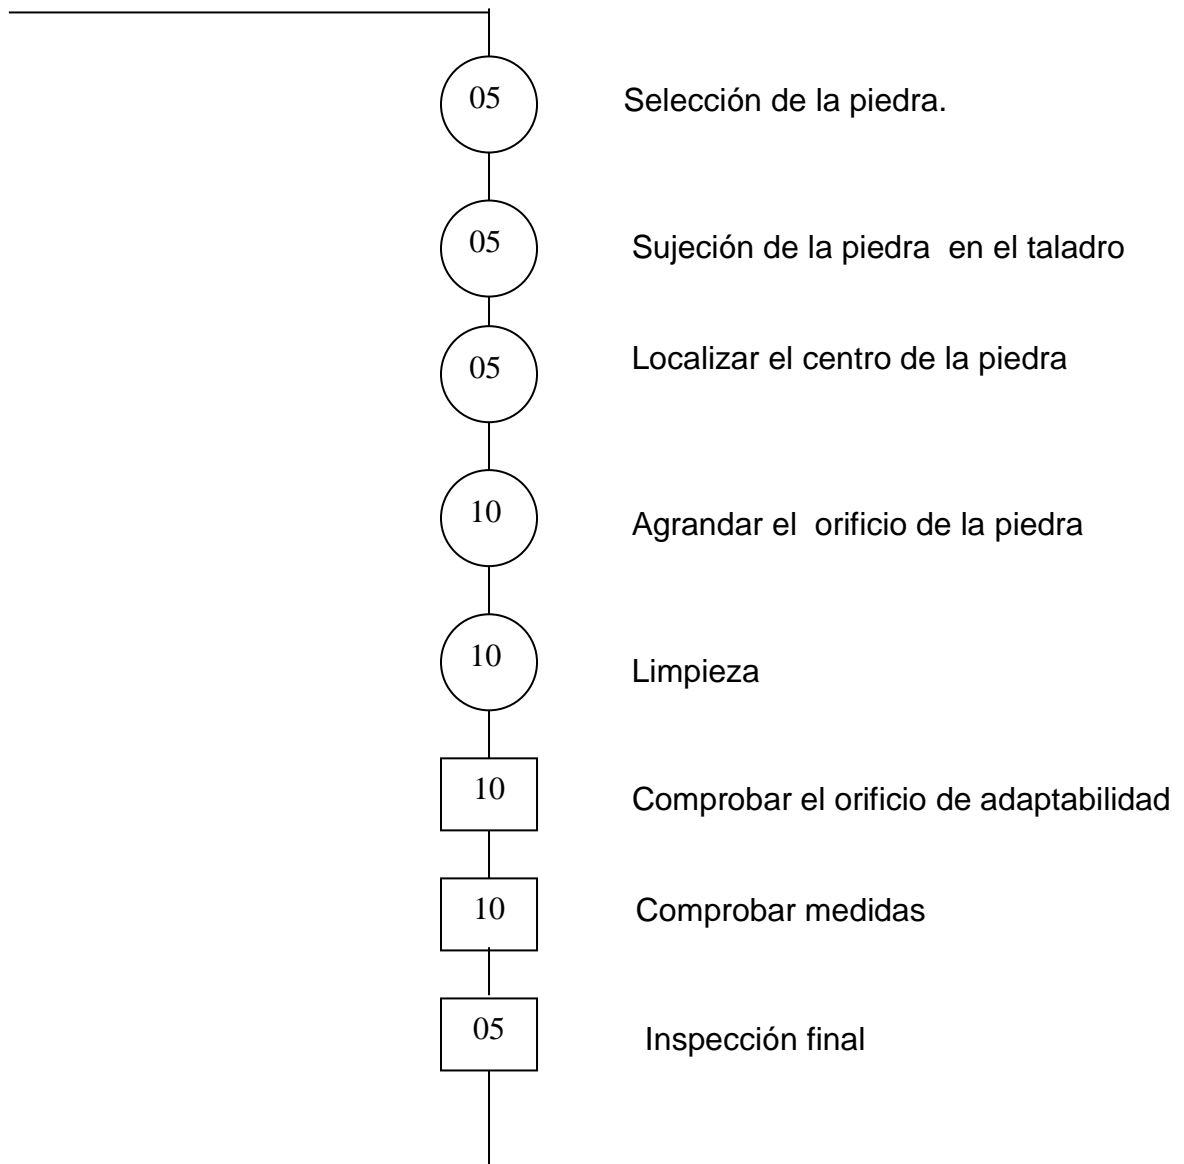 05 Selección de la piedra.
05 Sujeción de la piedra en el taladro
05 Localizar el centro de la piedra
10 Agrandar el orificio de la piedra
10 Limpieza
10 Comprobar el orificio de adaptabilidad
10 Comprobar medidas
05 Inspección final